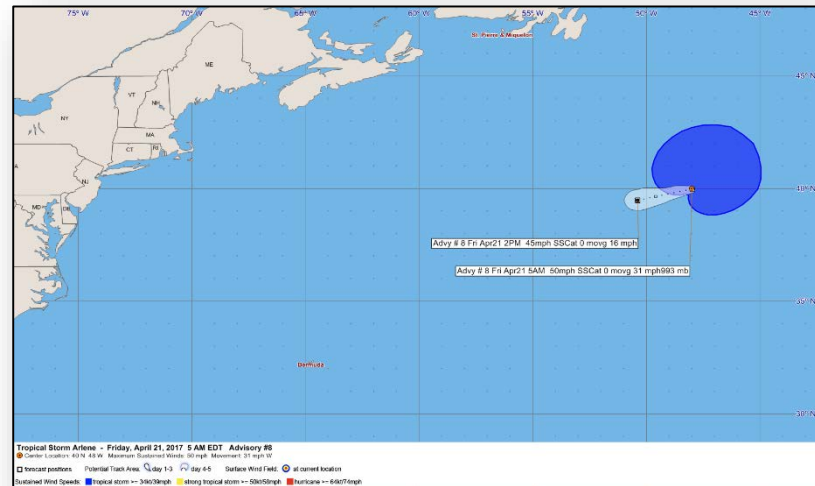 75° W
70° W
65° W
60° W
55° W
50° W
45° W
St. Pierre & Miquelon
ME
45° N
VT
NH
NY
MA
CT
RI
NJ
MD
DE
40° N
Advy # 8 Fri Apr21 2PM 45mph SSCat 0 movg 16 mph
Advy # 8 Fri Apr21 5AM 50mph SSCat 0 movg 31 mph993 mb
35° N
Bermuda
30° N
Tropical Storm Arlene - Friday, April 21, 2017 5 AM EDT Advisory #8
Center Location: 40 N 48 W Maximum Sustained Winds: 50 mph Movement: 31 mph W
forecast positions Potential Track Area: day 1-3 day 4-5 Surface Wind Field: at current location
Sustained Wind Speeds: tropical storm >= 34kt/39mph strong tropical storm >= 50kt/58mph hurricane >= 64kt/74mph